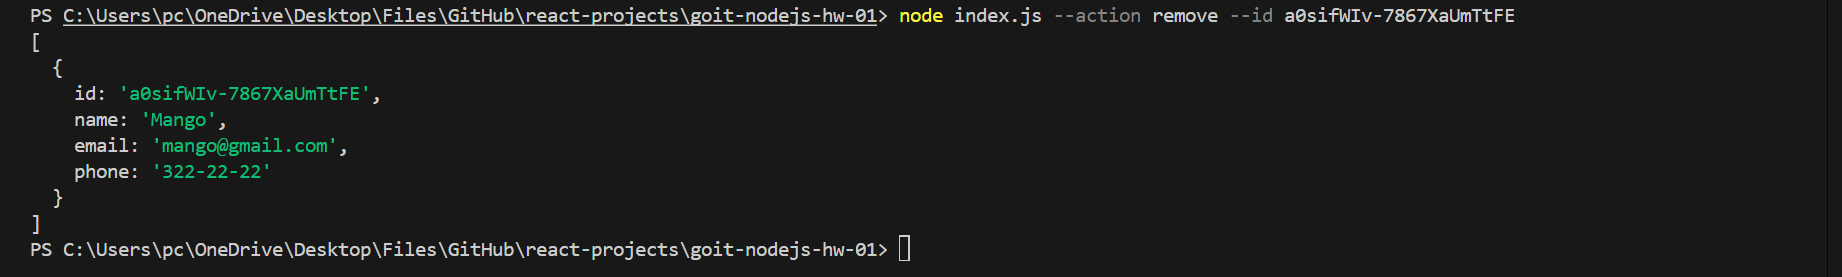 PS C:\Users\pc\OneDrive\Desktop\Files\GitHub\react-projects\goit-nodejs-hw-01> node index.js --action remove --id a0sifWIv-7867XaUmTtFE
[
  {
    id: 'a0sifWIv-7867XaUmTtFE',
    name: 'Mango',
    email: 'mango@gmail.com',
    phone: '322-22-22'
  }
]
PS C:\Users\pc\OneDrive\Desktop\Files\GitHub\react-projects\goit-nodejs-hw-01>